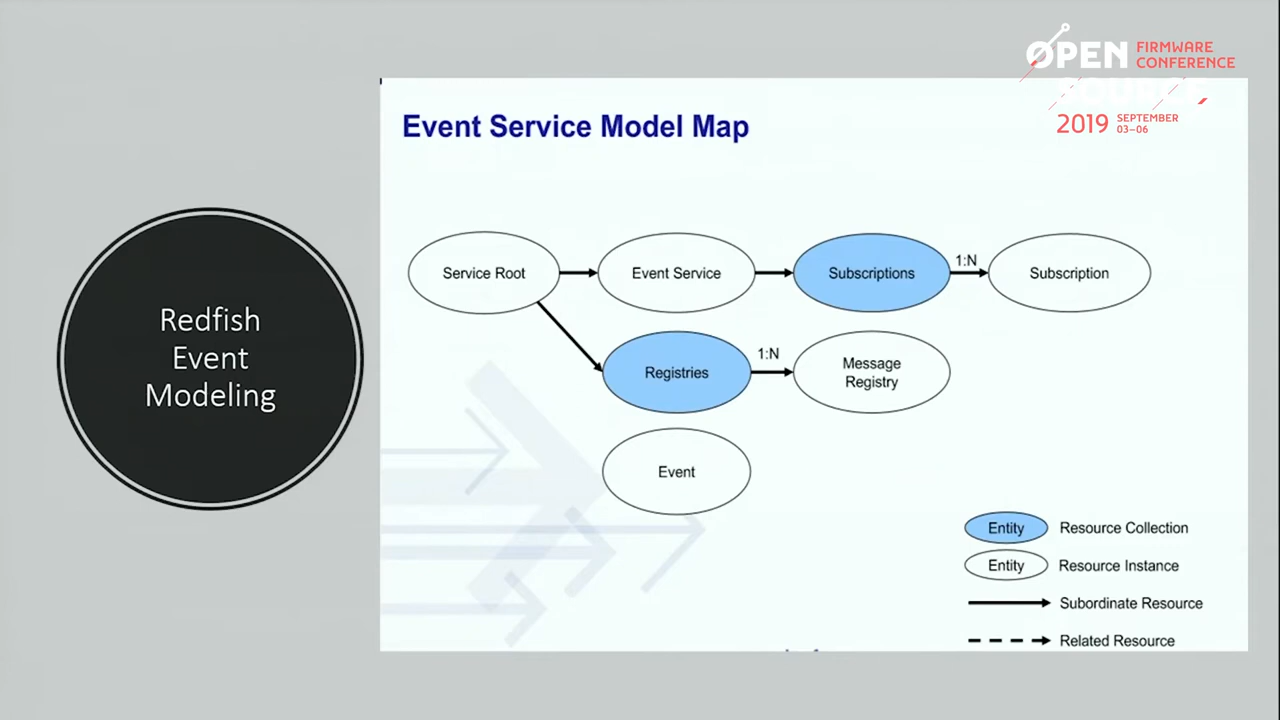 OPEN
FIRMWARE
CONFERENCE
SOURCE
2019
SEPTEMBER
03–06
Redfish
Event
Modeling
Event Service Model Map
Service Root
Event Service
Subscriptions
1:N
Subscription
Registries
1:N
Message
Registry
Event
Entity
Resource Collection
Entity
Resource Instance
Subordinate Resource
Related Resource